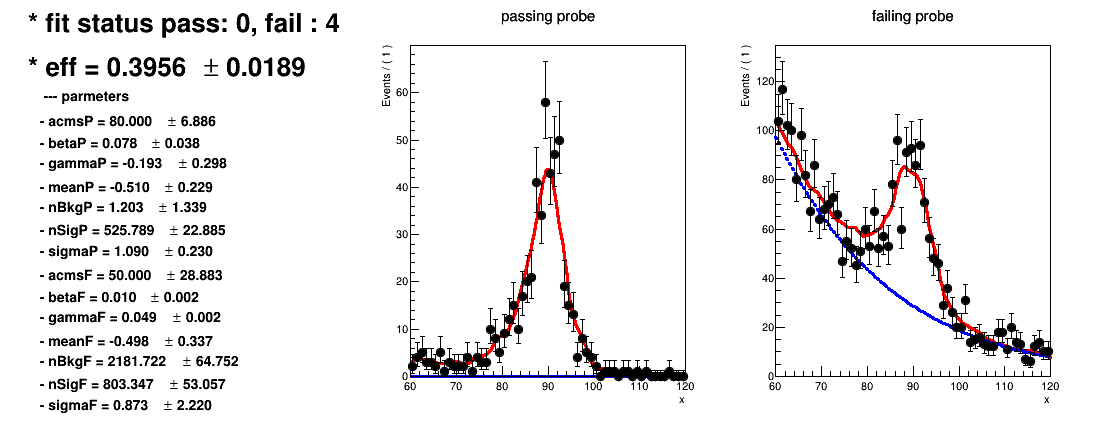 * fit status pass: 0, fail : 4
* eff = 0.3956 ± 0.0189
--- parmeters
- acmsP = 80.000 ± 6.886
- betaP = 0.078 ± 0.038
- gammaP = -0.193 ± 0.298
- meanP = -0.510 ± 0.229
- nBkgP = 1.203 ± 1.339
- nSigP = 525.789 ± 22.885
- sigmaP = 1.090 ± 0.230
- acmsF = 50.000 ± 28.883
- betaF = 0.010 ± 0.002
- gammaF = 0.049 ± 0.002
- meanF = -0.498 ± 0.337
- nBkgF = 2181.722 ± 64.752
- nSigF = 803.347 ± 53.057
- sigmaF = 0.873 ± 2.220
passing probe
Events / ( 1 )
60
50
40
30
20
10
0
60 70 80 90 100 110 120
x
failing probe
Events / ( 1 )
120
100
80
60
40
20
0
60 70 80 90 100 110 120
x